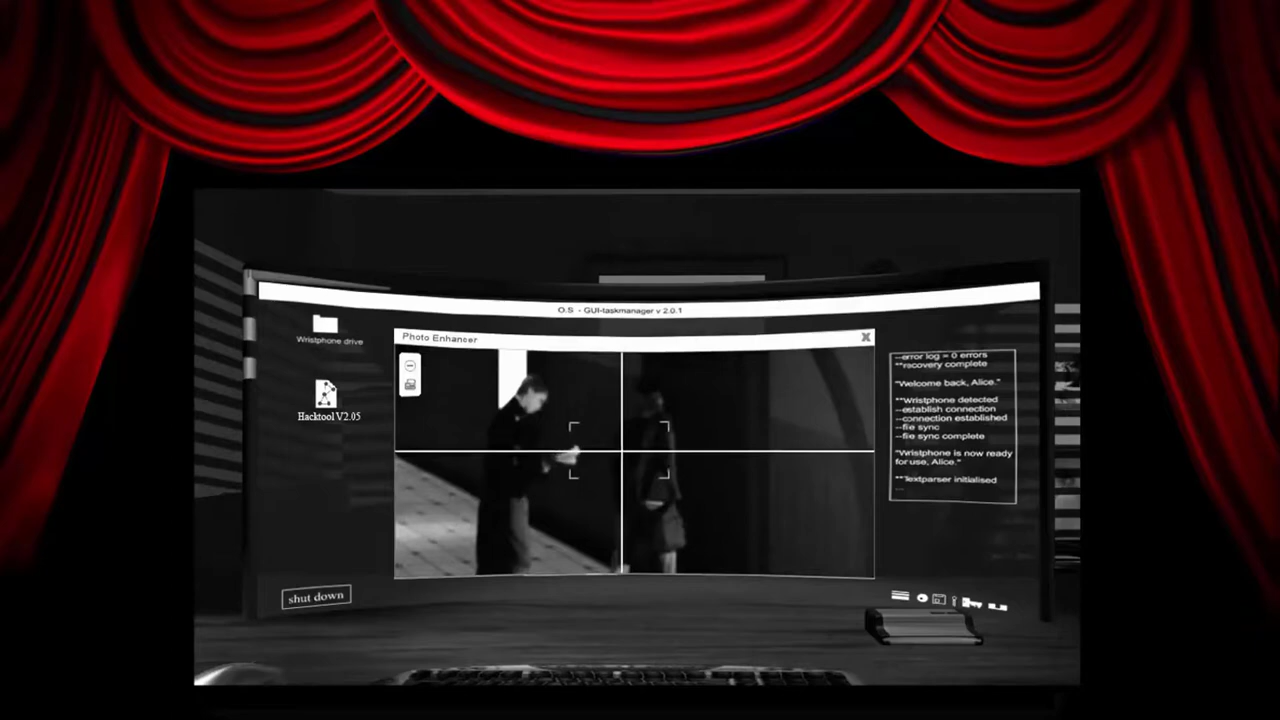 O.S - GUI-taskmanager v 2.0.1
Wristphone drive
Hacktool V2.05
shut down
Photo Enhancer
X
--error log = 0 errors
**recovery complete
"Welcome back, Alice."
**Wristphone detected
--establish connection
--connection established
--file sync
--file sync complete
"Wristphone is now ready
for use, Alice."
**Textparser initialised
...